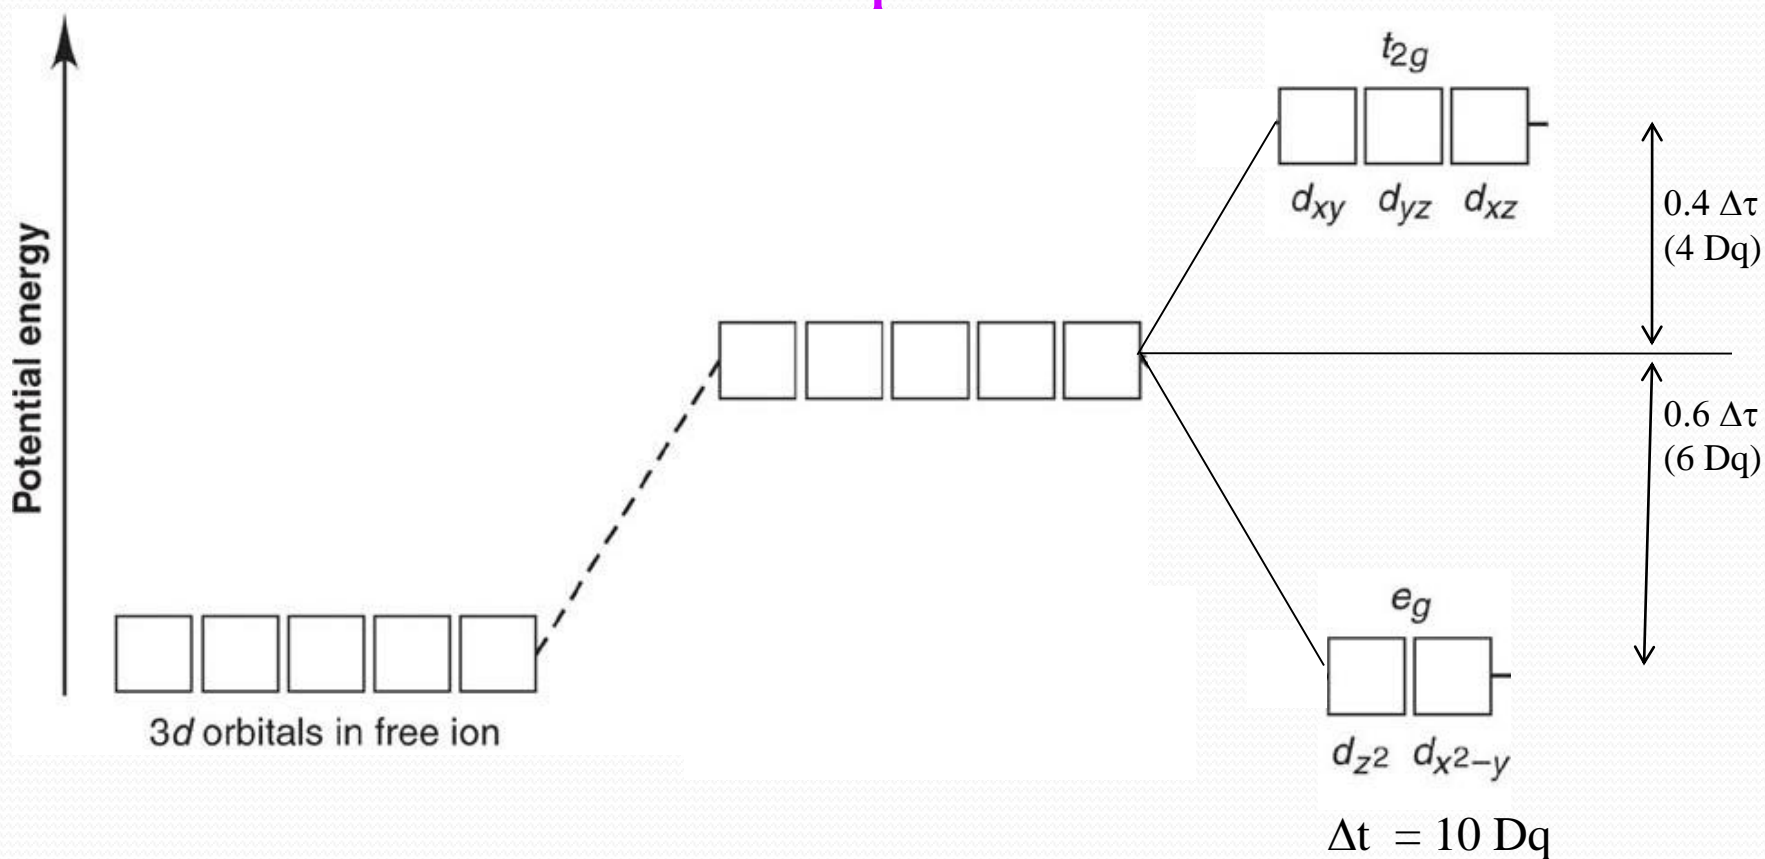 t2g
dxy dyz dxz
0.4 Δτ
(4 Dq)
Potential energy
0.6 Δτ
(6 Dq)
eg
3d orbitals in free ion
dz2 dx2–y
Δt = 10 Dq